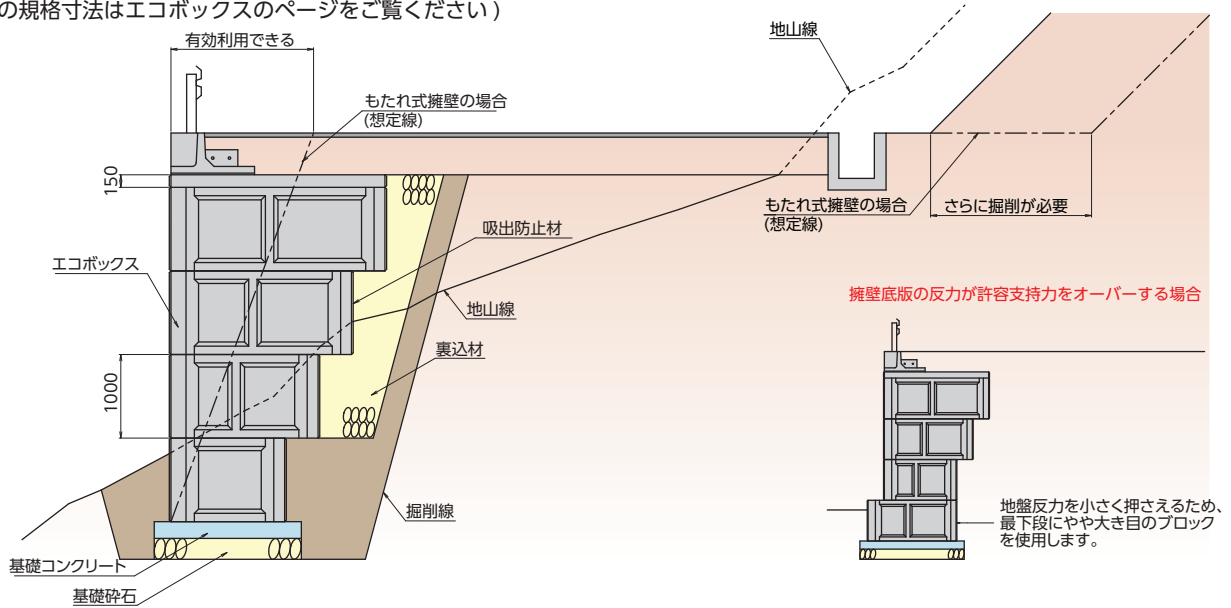 の規格寸法はエコボックスのページをご覧ください)
有効利用できる
地山線
もたれ式擁壁の場合
(想定線)
150
もたれ式擁壁の場合
(想定線)
さらに掘削が必要
吸出防止材
エコボックス
地山線
擁壁底版の反力が許容支持力をオーバーする場合
裏込材
1000
掘削線
地盤反力を小さく押さえるため、
最下段にやや大き目のブロック
を使用します。
基礎コンクリート
基礎砕石